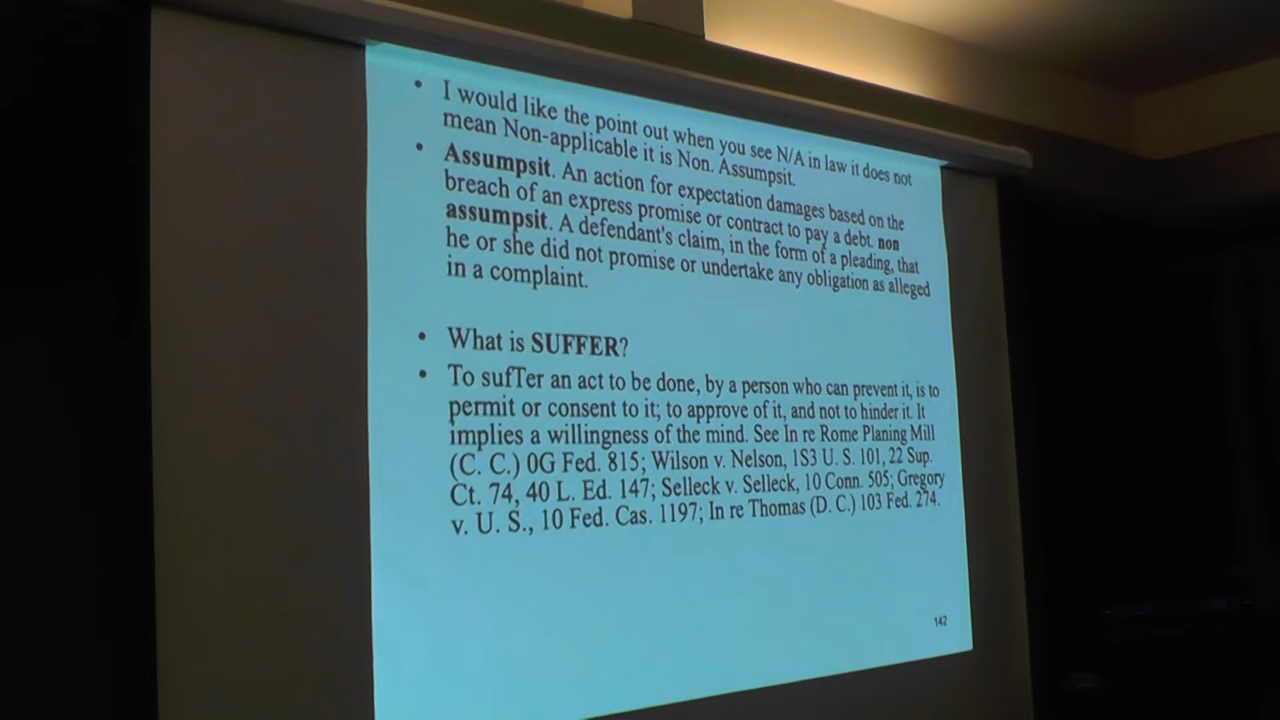 • I would like the point out when you see N/A in law it does not
mean Non-applicable it is Non. Assumpsit.
• Assumpsit. An action for expectation damages based on the
breach of an express promise or contract to pay a debt. non
assumpsit. A defendant's claim, in the form of a pleading, that
he or she did not promise or undertake any obligation as alleged
in a complaint.
• What is SUFFER?
• To sufTer an act to be done, by a person who can prevent it, is to
permit or consent to it; to approve of it, and not to hinder it. It
implies a willingness of the mind. See In re Rome Planing Mill
(C. C.) 0G Fed. 815; Wilson v. Nelson, 1S3 U. S. 101, 22 Sup.
Ct. 74, 40 L. Ed. 147; Selleck v. Selleck, 10 Conn. 505; Gregory
v. U. S., 10 Fed. Cas. 1197; In re Thomas (D. C.) 103 Fed. 274.
142